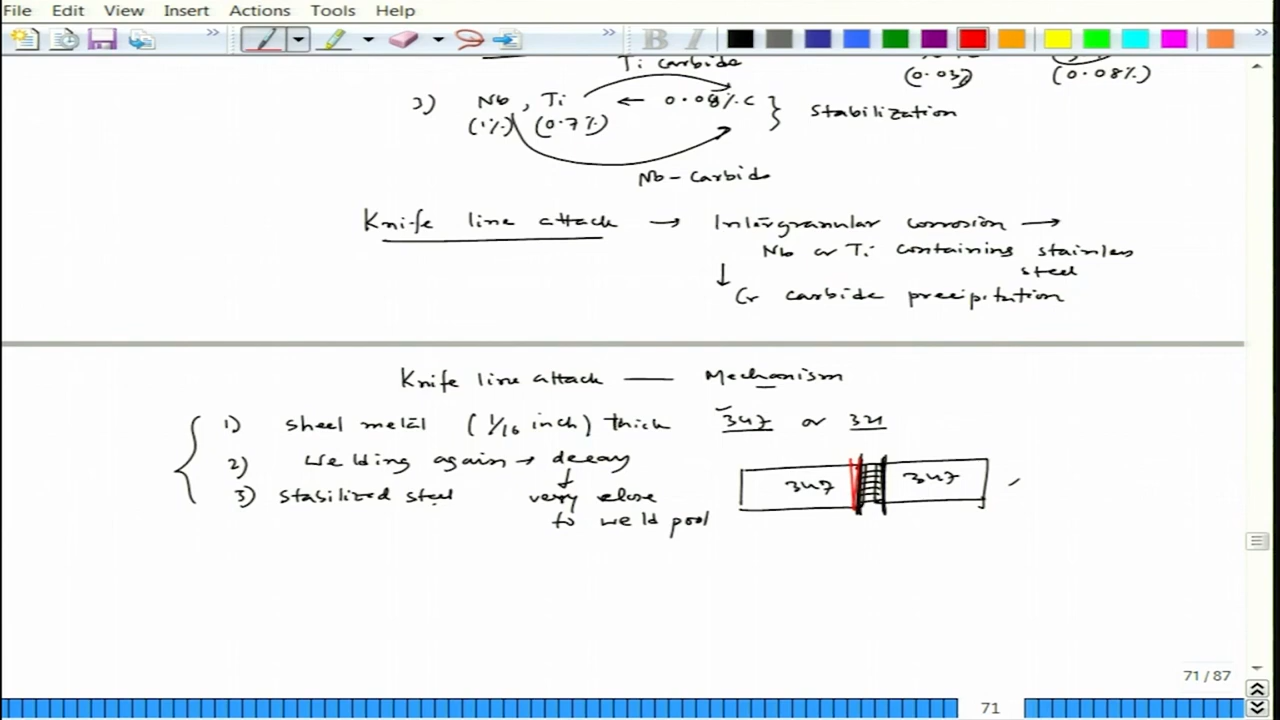 File Edit View Insert Actions Tools Help
Ti carbide
(0.03) (0.08%)
3) Nb, Ti ← 0.08%.C } Stabilization
(1%) (0.7%)
Nb-Carbide
Knife line attack → Intergranular corrosion →
Nb or Ti containing stainless
steel
↓ Cr carbide precipitation
Knife line attack — Mechanism
1) Sheel metal (1/16 inch) thick 347 or 321
2) Welding again → decay
3) Stabilized steel very close
to weld pool
347 347
71 / 87
71